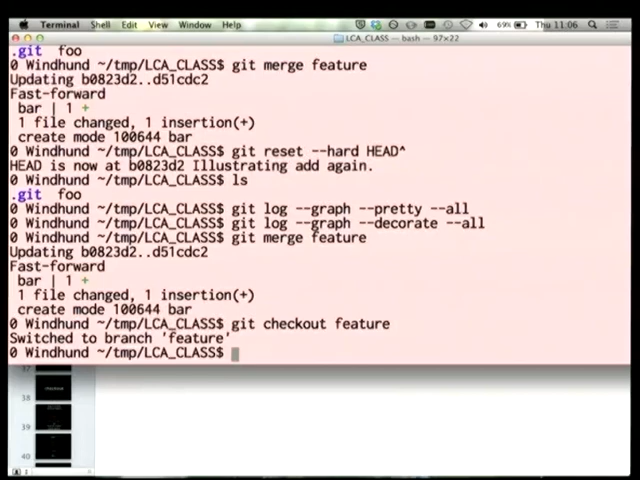 Terminal Shell Edit View Window Help 69% Thu 11:06
LCA_CLASS — bash — 97×22
.git foo
0 Windhund ~/tmp/LCA_CLASS$ git merge feature
Updating b0823d2..d51cdc2
Fast-forward
bar | 1 +
1 file changed, 1 insertion(+)
create mode 100644 bar
0 Windhund ~/tmp/LCA_CLASS$ git reset --hard HEAD^
HEAD is now at b0823d2 Illustrating add again.
0 Windhund ~/tmp/LCA_CLASS$ ls
.git foo
0 Windhund ~/tmp/LCA_CLASS$ git log --graph --pretty --all
0 Windhund ~/tmp/LCA_CLASS$ git log --graph --decorate --all
0 Windhund ~/tmp/LCA_CLASS$ git merge feature
Updating b0823d2..d51cdc2
Fast-forward
bar | 1 +
1 file changed, 1 insertion(+)
create mode 100644 bar
0 Windhund ~/tmp/LCA_CLASS$ git checkout feature
Switched to branch 'feature'
0 Windhund ~/tmp/LCA_CLASS$
37
38
39
40